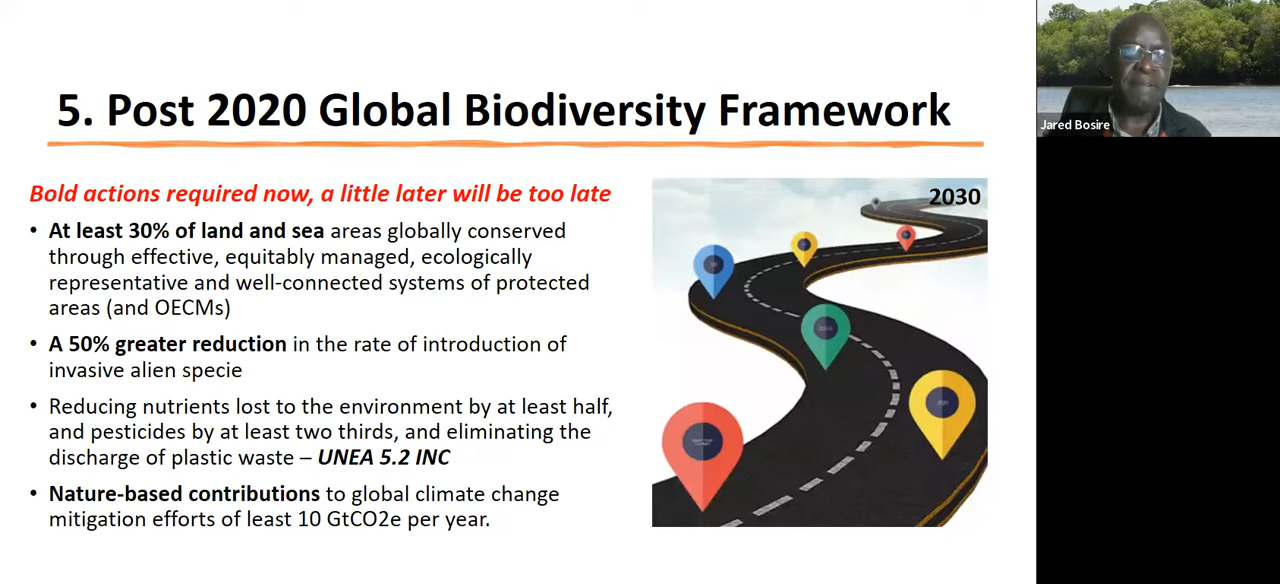 5. Post 2020 Global Biodiversity Framework
Bold actions required now, a little later will be too late
• At least 30% of land and sea areas globally conserved
through effective, equitably managed, ecologically
representative and well-connected systems of protected
areas (and OECMs)
• A 50% greater reduction in the rate of introduction of
invasive alien specie
• Reducing nutrients lost to the environment by at least half,
and pesticides by at least two thirds, and eliminating the
discharge of plastic waste – UNEA 5.2 INC
• Nature-based contributions to global climate change
mitigation efforts of least 10 GtCO2e per year.
2030
Jared Bosire